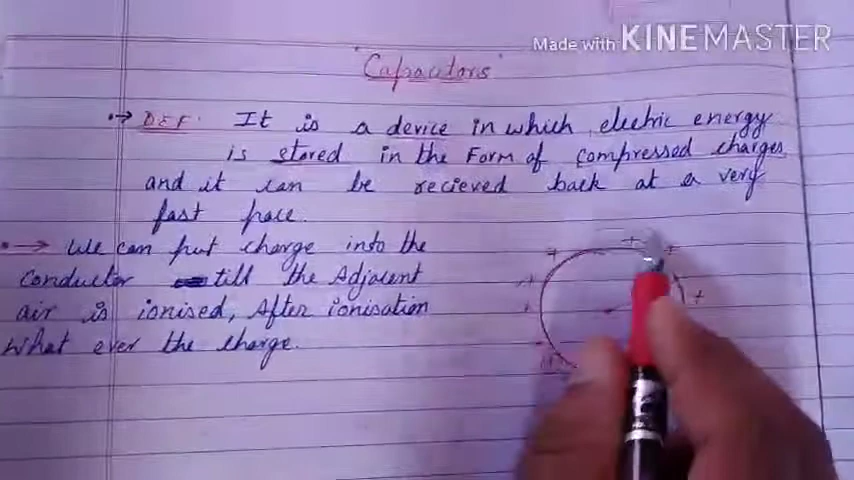 Made with KINEMASTER
Capacitors
DEF. It is a device in which electric energy
is stored in the Form of compressed charges
and it can be recieved back at a very
fast pace.
We can put charge into the
conductor till the Adjacent
air is ionised, After ionisation
what ever the charge.